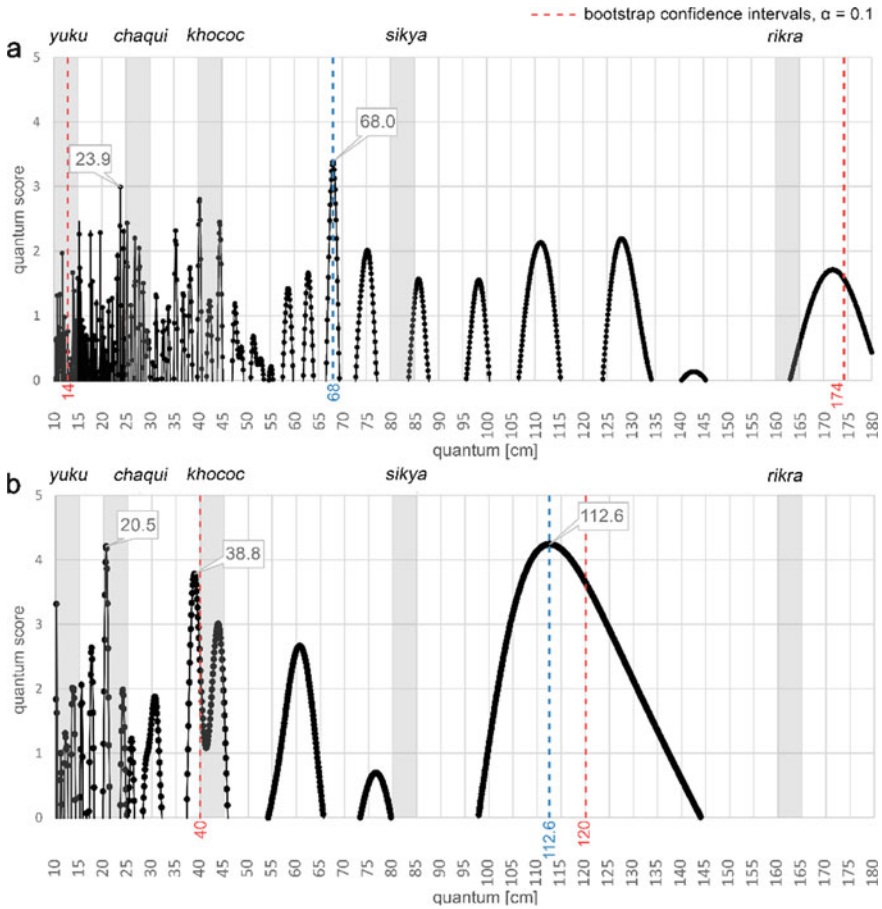 bootstrap confidence intervals, α = 0.1
yuku chaqui khococ sikya rikra
a
5
4
3
2
1
0
quantum score
23.9
68.0
14
68
174
10 15 20 25 30 35 40 45 50 55 60 65 70 75 80 85 90 95 100 105 110 115 120 125 130 135 140 145 150 155 160 165 170 175 180
quantum [cm]
yuku chaqui khococ sikya rikra
b
5
4
3
2
1
0
quantum score
20.5
38.8
112.6
40
112.6
120
10 15 20 25 30 35 40 45 50 55 60 65 70 75 80 85 90 95 100 105 110 115 120 125 130 135 140 145 150 155 160 165 170 175 180
quantum [cm]